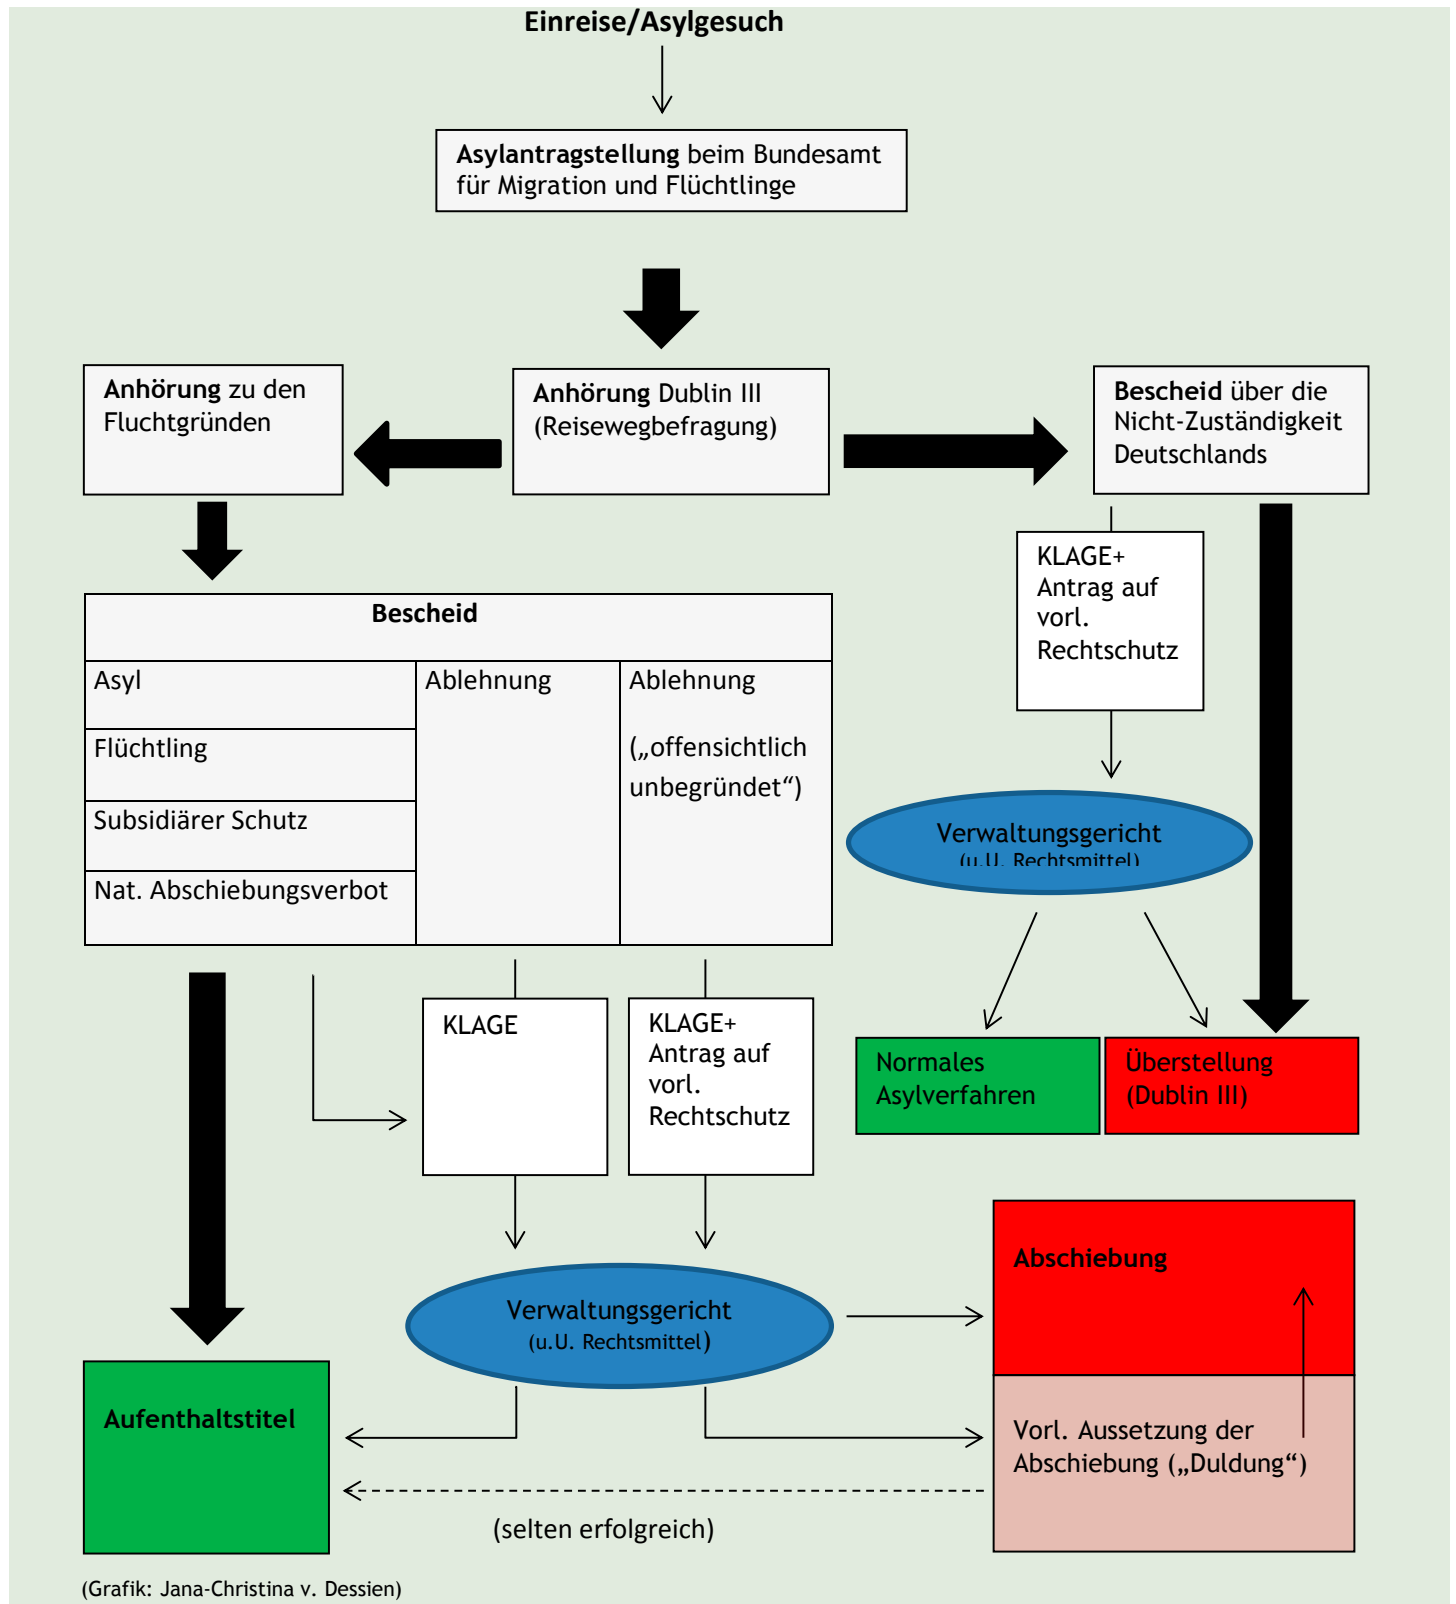 Einreise/Asylgesuch
Asylantragstellung beim Bundesamt
für Migration und Flüchtlinge
Anhörung zu den
Fluchtgründen
Anhörung Dublin III
(Reisewegbefragung)
Bescheid über die
Nicht-Zuständigkeit
Deutschlands
KLAGE+
Antrag auf
vorl.
Rechtschutz
Verwaltungsgericht
(u.U. Rechtsmittel)
Normales
Asylverfahren
Überstellung
(Dublin III)
Bescheid
Asyl
Flüchtling
Subsidiärer Schutz
Nat. Abschiebungsverbot
Ablehnung
Ablehnung
(„offensichtlich
unbegründet“)
KLAGE
KLAGE+
Antrag auf
vorl.
Rechtschutz
Verwaltungsgericht
(u.U. Rechtsmittel)
Abschiebung
Vorl. Aussetzung der
Abschiebung („Duldung“)
Aufenthaltstitel
(selten erfolgreich)
(Grafik: Jana-Christina v. Dessien)